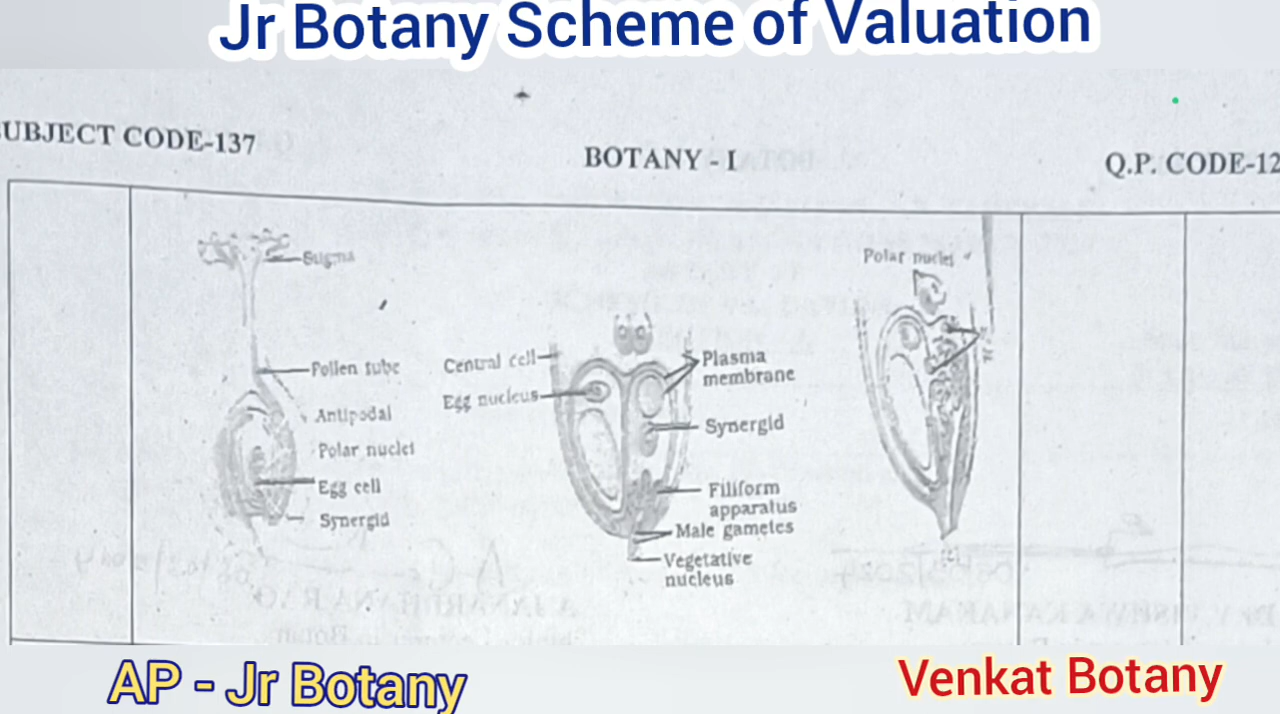 Jr Botany Scheme of Valuation
UBJECT CODE-137
BOTANY - I
Q.P. CODE-12
Polar nuclei
Pollen tube
Antipodal
Polar nuclei
Egg cell
Synergid
Central cell
Egg nucleus
Plasma
membrane
Synergid
Filiform
apparatus
Male gametes
Vegetative
nucleus
AP - Jr Botany
Venkat Botany